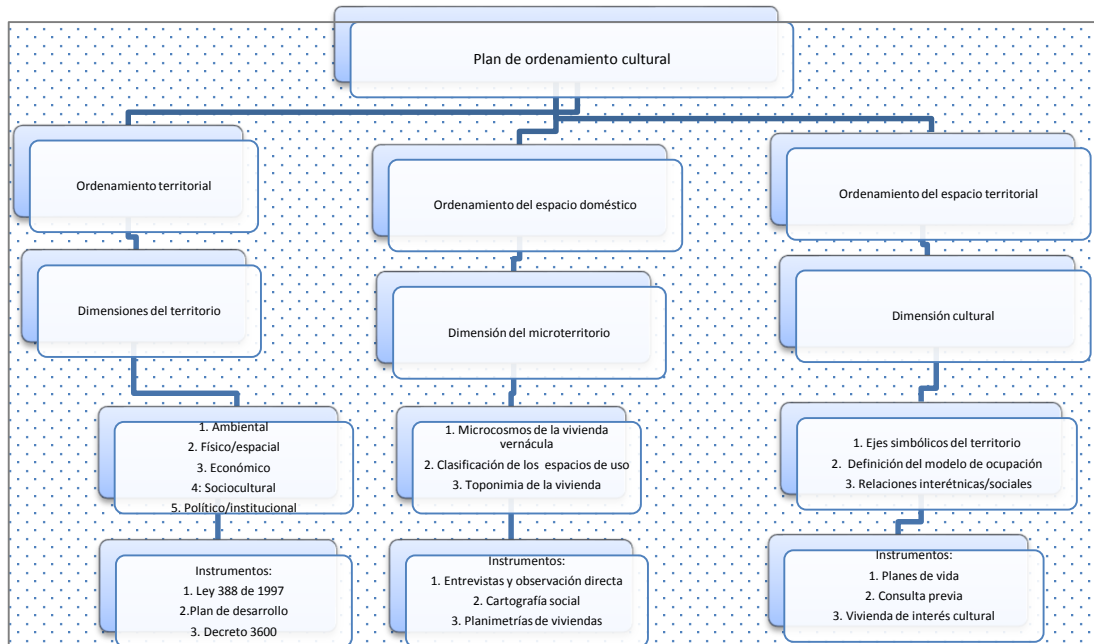 Plan de ordenamiento cultural
Ordenamiento territorial
Ordenamiento del espacio doméstico
Ordenamiento del espacio territorial
Dimensiones del territorio
Dimensión del microterritorio
Dimensión cultural
1. Ambiental
2. Físico/espacial
3. Económico
4: Sociocultural
5. Político/institucional
1. Microcosmos de la vivienda
vernácula
2. Clasificación de los espacios de uso
3. Toponimia de la vivienda
1. Ejes simbólicos del territorio
2. Definición del modelo de ocupación
3. Relaciones interétnicas/sociales
Instrumentos:
1. Ley 388 de 1997
2.Plan de desarrollo
3. Decreto 3600
Instrumentos:
1. Entrevistas y observación directa
2. Cartografía social
3. Planimetrías de viviendas
Instrumentos:
1. Planes de vida
2. Consulta previa
3. Vivienda de interés cultural